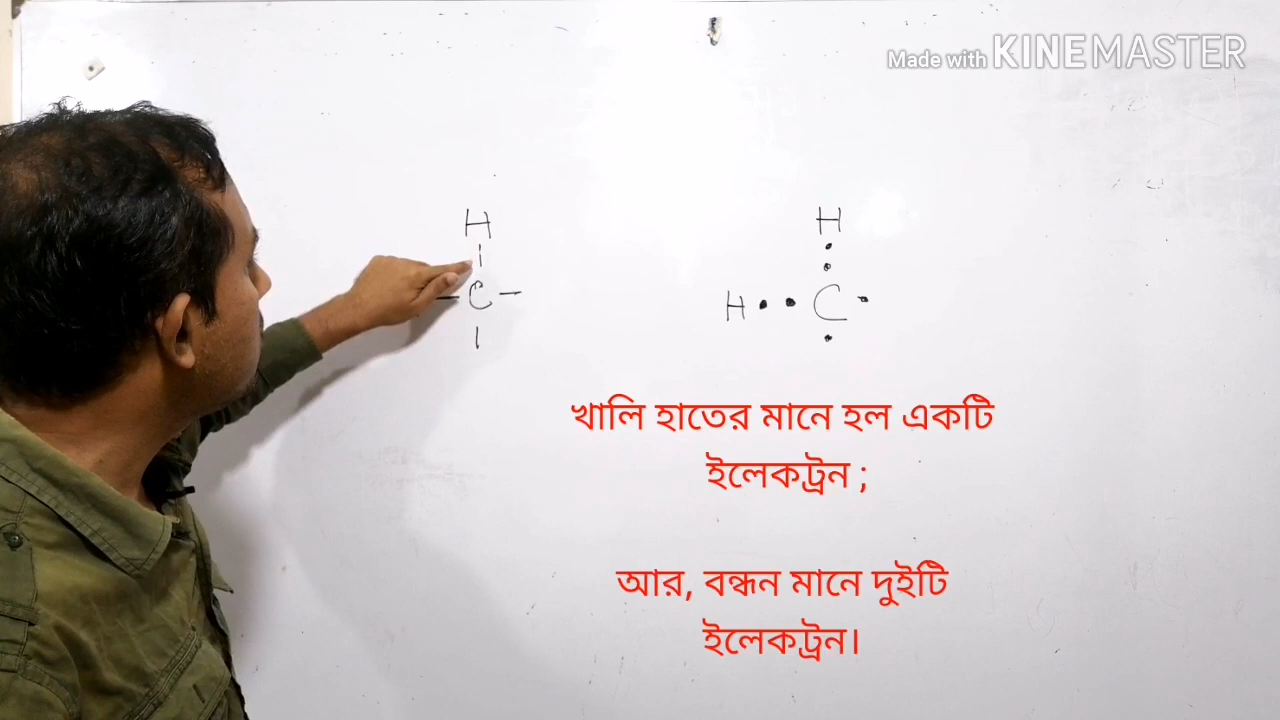 Made with KINEMASTER
H
H
C
H C
খালি হাতের মানে হল একটি
ইলেকট্রন ;
আর, বন্ধন মানে দুইটি
ইলেকট্রন।